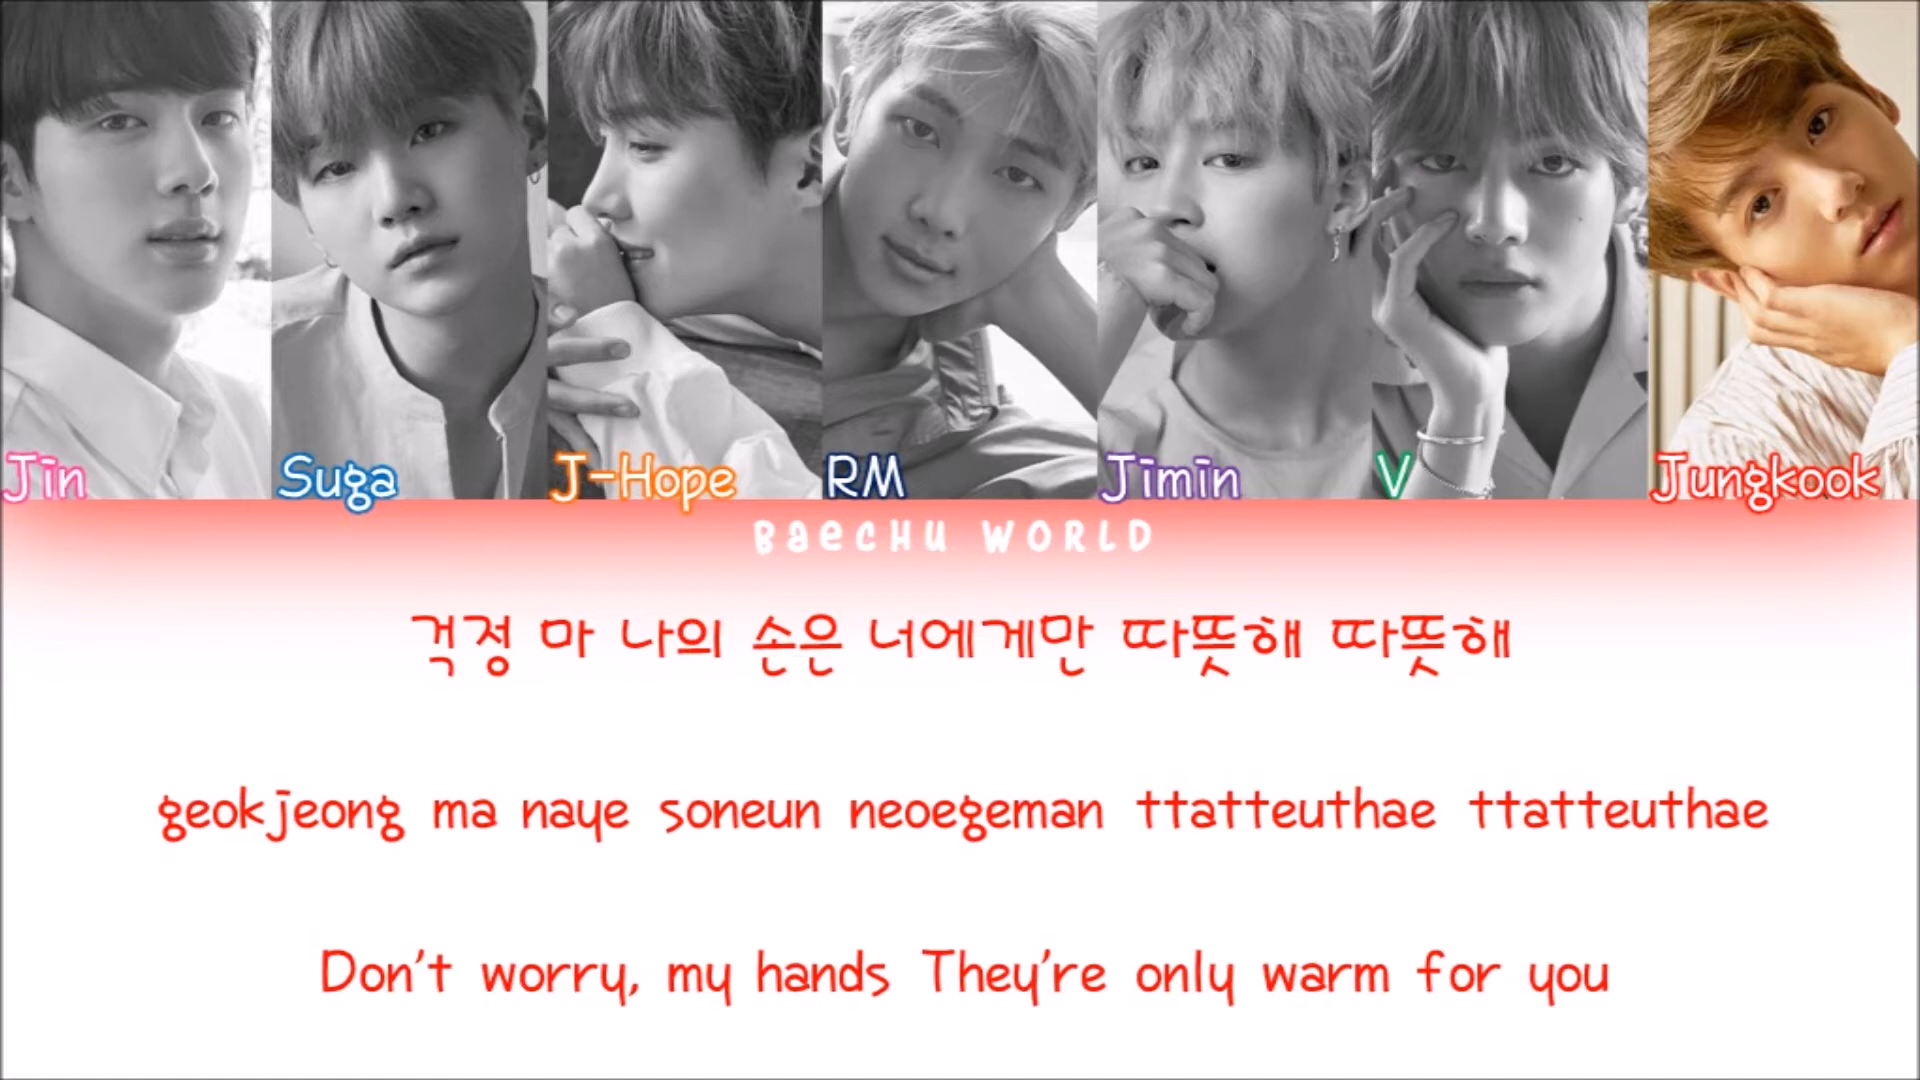 Jin Suga J-Hope RM Jimin V Jungkook
BaeCHU WORLD
걱정 마 나의 손은 너에게만 따뜻해 따뜻해
geokjeong ma naye soneun neoegeman ttatteuthae ttatteuthae
Don't worry, my hands They're only warm for you